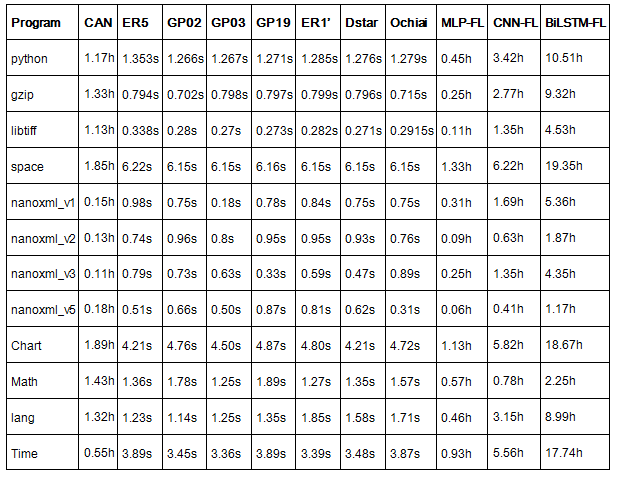 Program CAN ER5 GP02 GP03 GP19 ER1' Dstar Ochiai MLP-FL CNN-FL BiLSTM-FL
python 1.17h 1.353s 1.266s 1.267s 1.271s 1.285s 1.276s 1.279s 0.45h 3.42h 10.51h
gzip 1.33h 0.794s 0.702s 0.798s 0.797s 0.799s 0.796s 0.715s 0.25h 2.77h 9.32h
libtiff 1.13h 0.338s 0.28s 0.27s 0.273s 0.282s 0.271s 0.2915s 0.11h 1.35h 4.53h
space 1.85h 6.22s 6.15s 6.15s 6.16s 6.15s 6.15s 6.15s 1.33h 6.22h 19.35h
nanoxml_v1 0.15h 0.98s 0.75s 0.18s 0.78s 0.84s 0.75s 0.75s 0.31h 1.69h 5.36h
nanoxml_v2 0.13h 0.74s 0.96s 0.8s 0.95s 0.95s 0.93s 0.76s 0.09h 0.63h 1.87h
nanoxml_v3 0.11h 0.79s 0.73s 0.63s 0.33s 0.59s 0.47s 0.89s 0.25h 1.35h 4.35h
nanoxml_v5 0.18h 0.51s 0.66s 0.50s 0.87s 0.81s 0.62s 0.31s 0.06h 0.41h 1.17h
Chart 1.89h 4.21s 4.76s 4.50s 4.87s 4.80s 4.21s 4.72s 1.13h 5.82h 18.67h
Math 1.43h 1.36s 1.78s 1.25s 1.89s 1.27s 1.35s 1.57s 0.57h 0.78h 2.25h
lang 1.32h 1.23s 1.14s 1.25s 1.35s 1.85s 1.58s 1.71s 0.46h 3.15h 8.99h
Time 0.55h 3.89s 3.45s 3.36s 3.89s 3.39s 3.48s 3.87s 0.93h 5.56h 17.74h